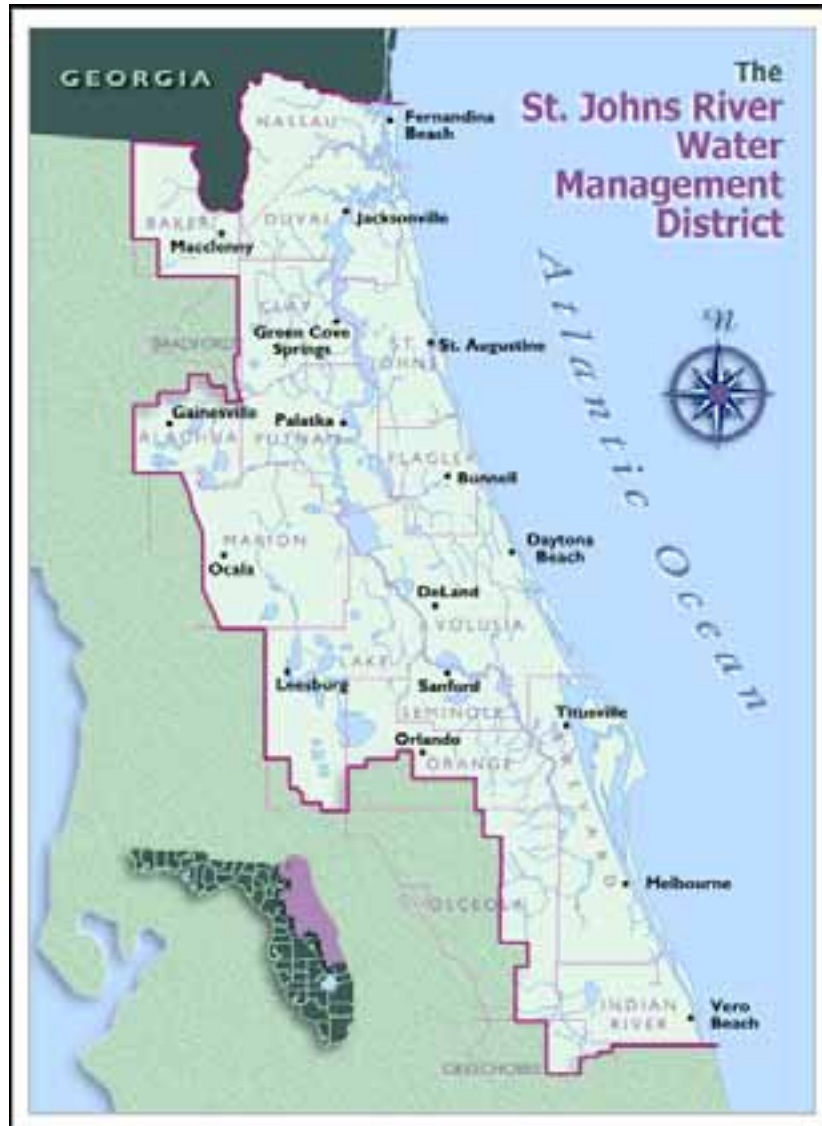 The
St. Johns River
Water
Management
District
GEORGIA
NASSAU
Fernandina
Beach
BAKER
Macclenny
DUVAL
Jacksonville
CLAY
Green Cove
Springs
ST.
JOHNS
St. Augustine
BRADFORD
Gainesville
ALACHUA
Palatka
PUTNAM
FLAGLER
Bunnell
MARION
Ocala
Daytona
Beach
DeLand
VOLUSIA
LAKE
Leesburg
Sanford
SEMINOLE
Titusville
Orlando
ORANGE
BREVARD
Melbourne
OSCEOLA
INDIAN
RIVER
Vero
Beach
OKEECHOBEE
Atlantic Ocean
N